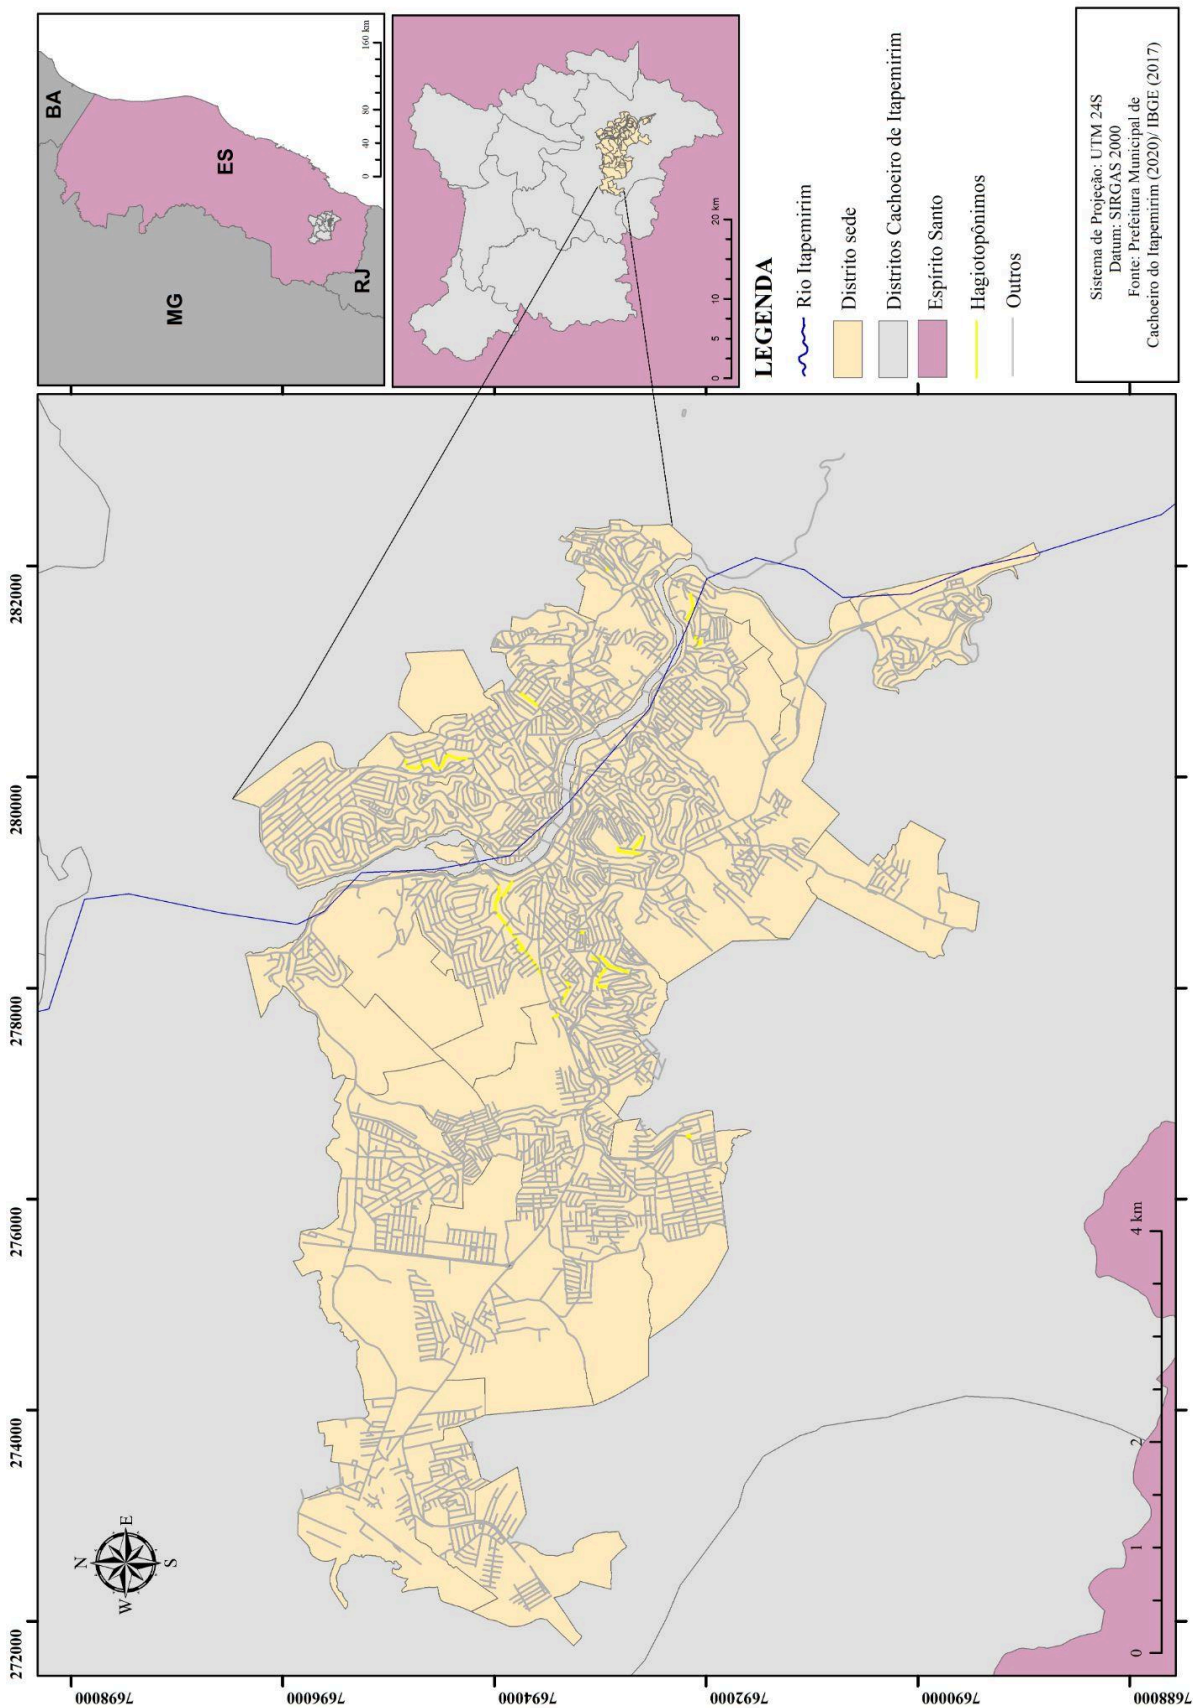 272000
274000
276000
278000
280000
282000
7698000
7696000
7694000
7692000
7690000
7688000
N
W
E
S
0
1
2
4 km
BA
MG
ES
RJ
0
40
80
160 km
0
5
10
20 km
LEGENDA
Rio Itapemirim
Distrito sede
Distritos Cachoeiro de Itapemirim
Espírito Santo
Hagiotopônimos
Outros
Sistema de Projeção: UTM 24S
Datum: SIRGAS 2000
Fonte: Prefeitura Municipal de
Cachoeiro do Itapemirim (2020)/ IBGE (2017)